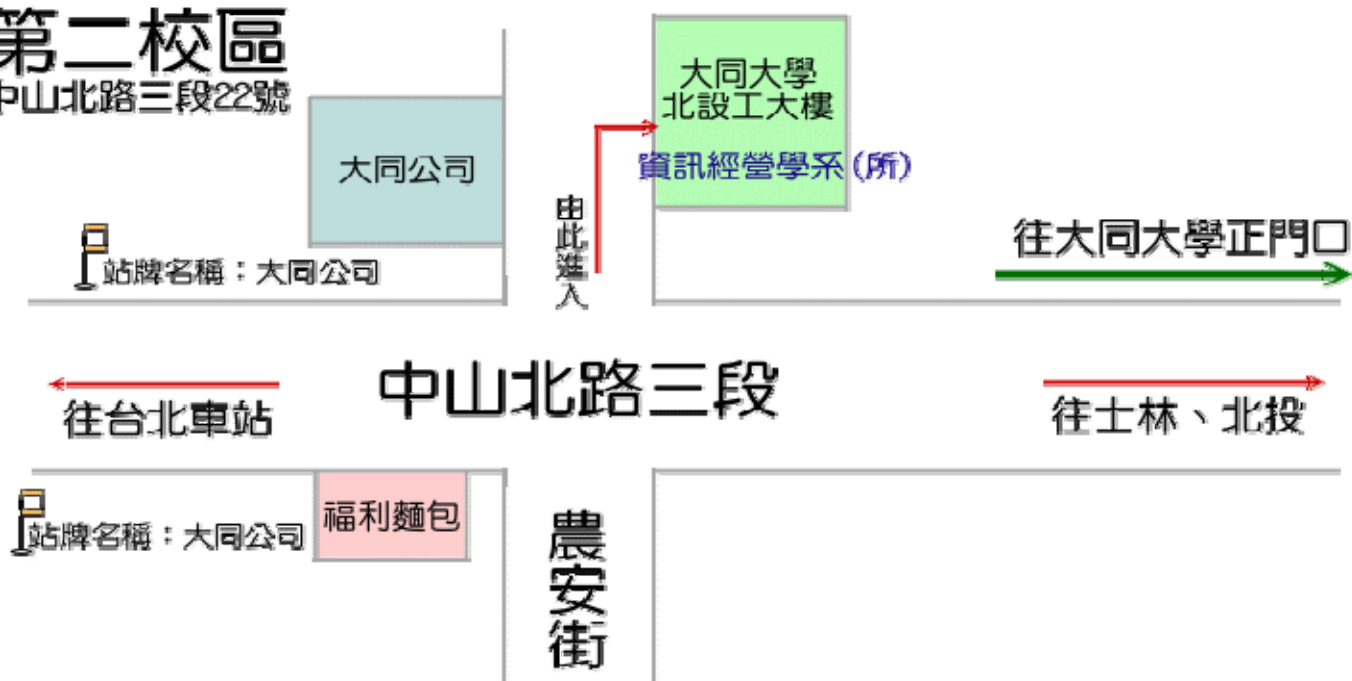 第二校區
中山北路三段22號
大同大學
北設工大樓
資訊經營學系(所)
大同公司
由此進入
站牌名稱：大同公司
往大同大學正門口
中山北路三段
往台北車站
往士林、北投
福利麵包
站牌名稱：大同公司
農安街